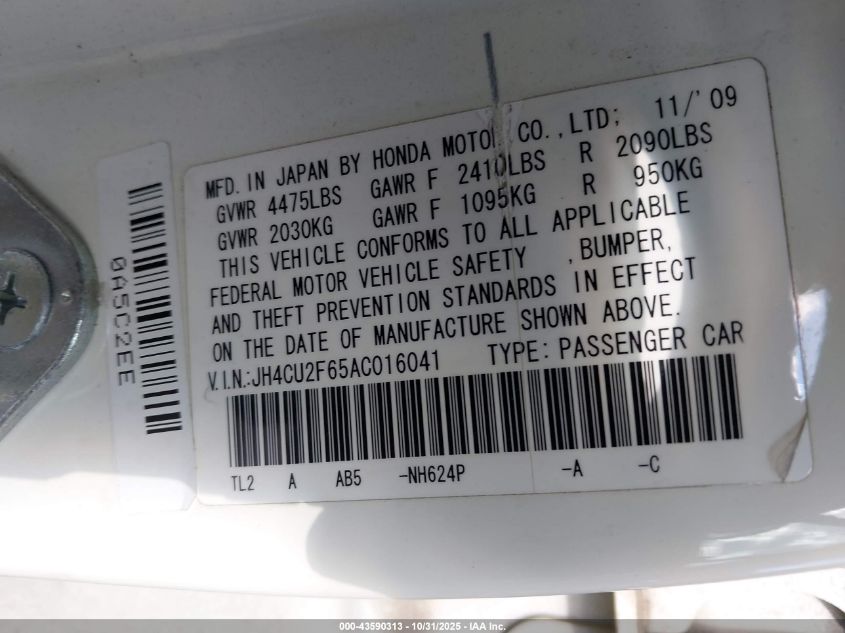 MFD. IN JAPAN BY HONDA MOTOR CO., LTD; 11/'09
GVWR 4475LBS GAWR F 2410LBS R 2090LBS
GVWR 2030KG GAWR F 1095KG R 950KG
THIS VEHICLE CONFORMS TO ALL APPLICABLE
FEDERAL MOTOR VEHICLE SAFETY , BUMPER,
AND THEFT PREVENTION STANDARDS IN EFFECT
ON THE DATE OF MANUFACTURE SHOWN ABOVE.
V.I.N.:JH4CU2F65AC016041 TYPE: PASSENGER CAR
TL2 A AB5 -NH624P -A -C
0A5C2EE
000-43590313 - 10/31/2025 - IAA Inc.